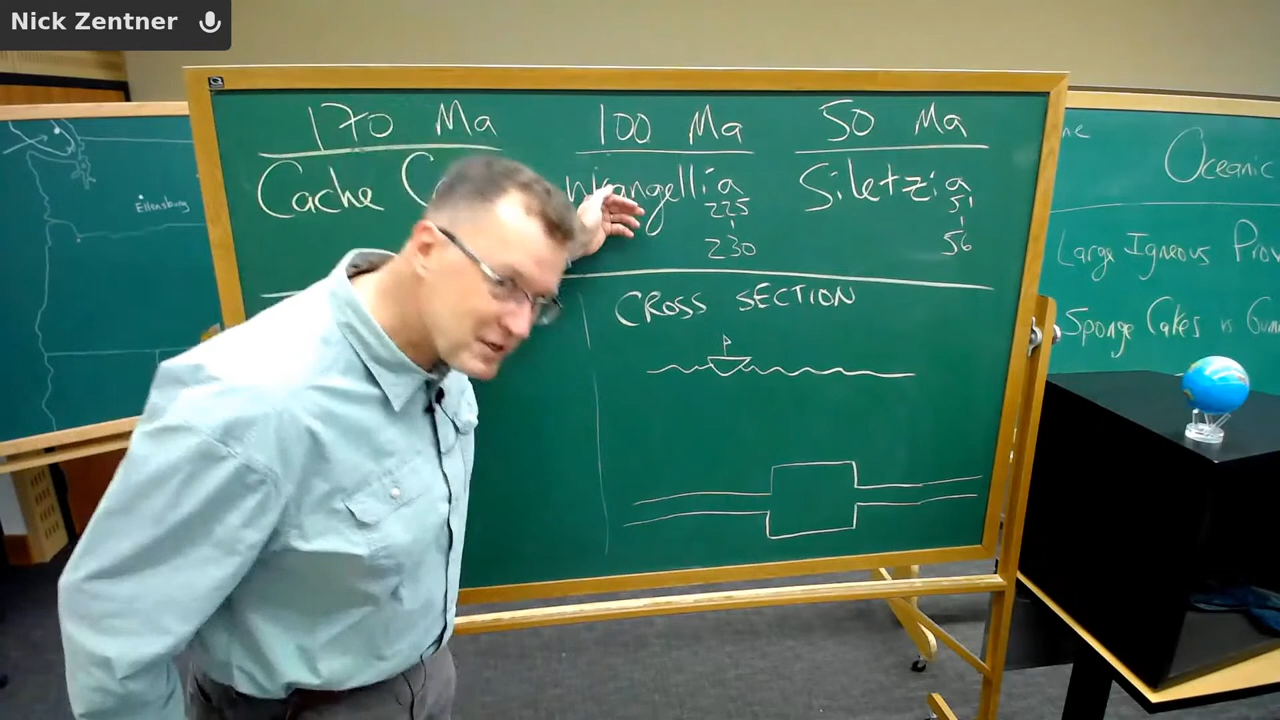 Nick Zentner
170 Ma
100 Ma
50 Ma
Cache
Siletzia
225
230
51
56
CROSS SECTION
Ellensburg
Oceanic
Large Igneous
Sponge Cakes vs